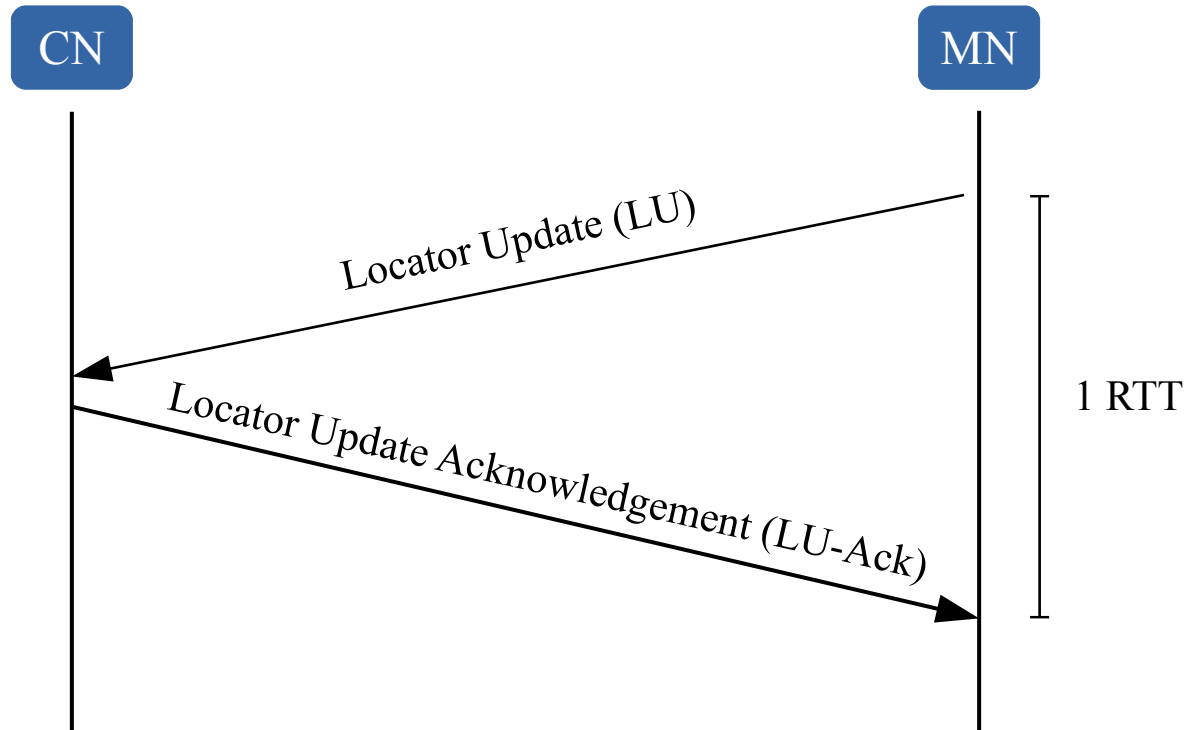 CN
MN
Locator Update (LU)
1 RTT
Locator Update Acknowledgement (LU-Ack)